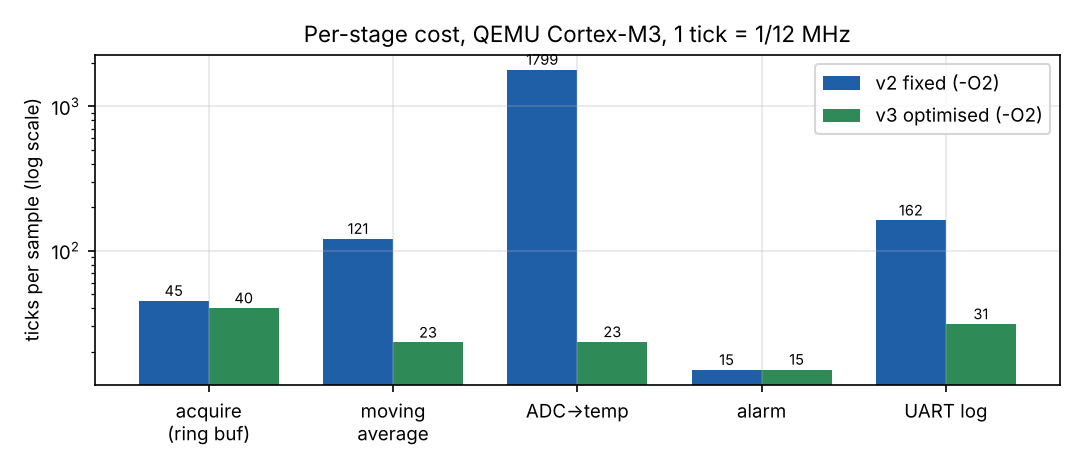 Per-stage cost, QEMU Cortex-M3, 1 tick = 1/12 MHz
ticks per sample (log scale)
10³
10²
v2 fixed (-O2)
v3 optimised (-O2)
45
40
121
23
1799
23
15
15
162
31
acquire
(ring buf)
moving
average
ADC→temp
alarm
UART log